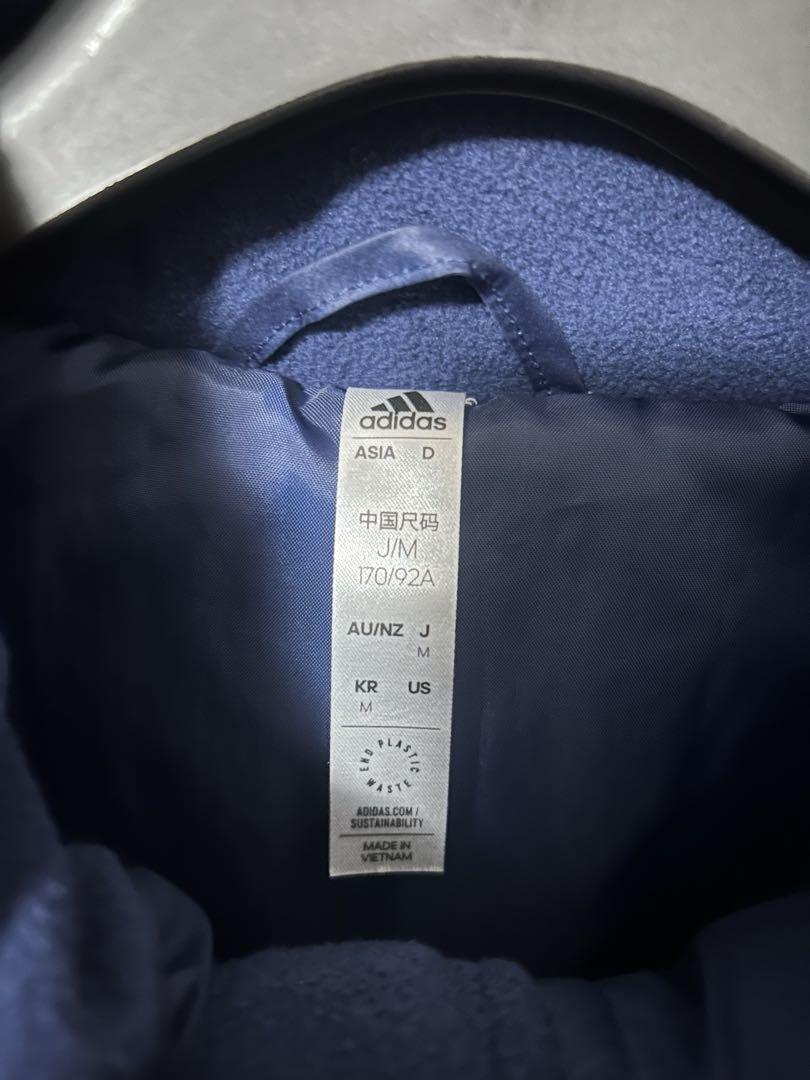 adidas
ASIA D
中国尺码
J/M
170/92A
AU/NZ J
M
KR US
M
END PLASTIC WASTE
ADIDAS.COM/
SUSTAINABILITY
MADE IN
VIETNAM